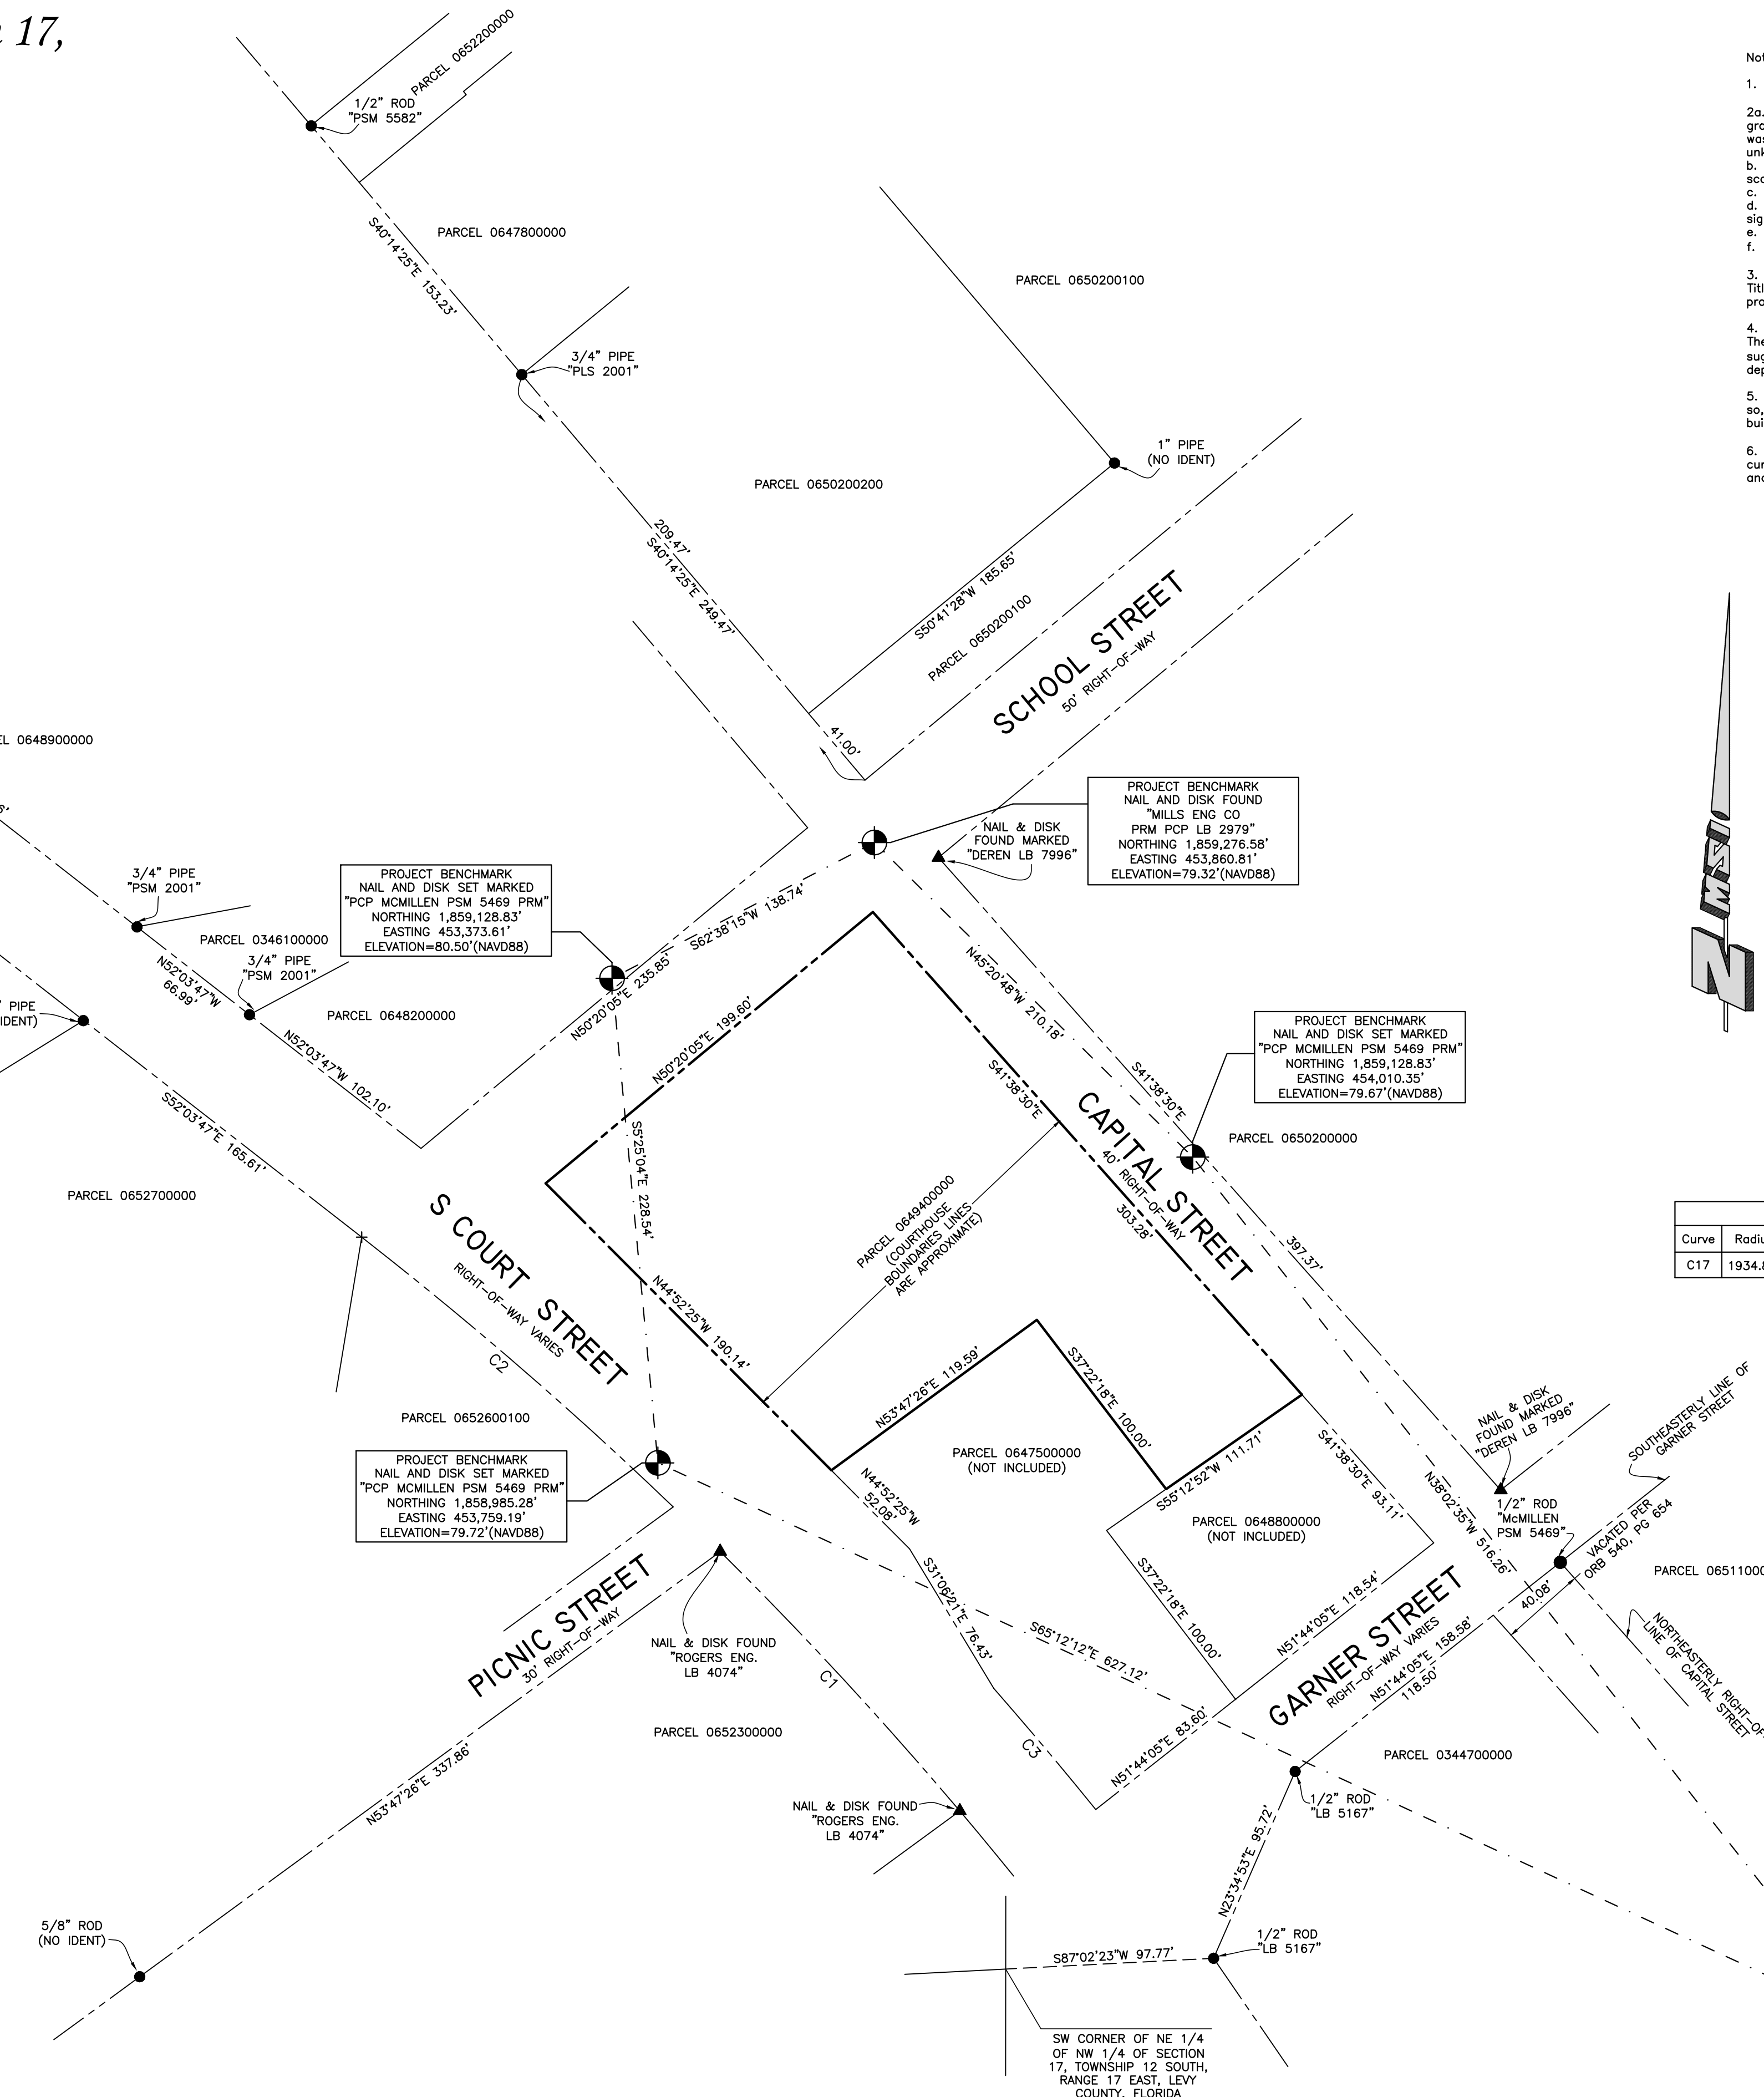 17,
PARCEL 0652200000
1/2" ROD
"PSM 5582"
S40°14'25"E 153.23'
PARCEL 0647800000
PARCEL 0650200100
3/4" PIPE
"PLS 2001"
1" PIPE
(NO IDENT)
PARCEL 0650200200
209.47'
S40°14'25"E 249.47'
S50°41'28"W 185.65'
PARCEL 0650200100
SCHOOL STREET
50' RIGHT-OF-WAY
41.00'
0648900000
PROJECT BENCHMARK
NAIL AND DISK FOUND
"MILLS ENG CO
PRM PCP LB 2979"
NORTHING 1,859,276.58'
EASTING 453,860.81'
ELEVATION=79.32'(NAVD88)
NAIL & DISK
FOUND MARKED
"DEREN LB 7996"
3/4" PIPE
"PSM 2001"
PARCEL 0346100000
3/4" PIPE
"PSM 2001"
PROJECT BENCHMARK
NAIL AND DISK SET MARKED
"PCP MCMILLEN PSM 5469 PRM"
NORTHING 1,859,128.83'
EASTING 453,373.61'
ELEVATION=80.50'(NAVD88)
S62°38'15"W 138.74'
N50°20'05"E 235.85'
N50°20'05"E 199.60'
N52°03'47"W
66.99'
PIPE
IDENT)
PARCEL 0648200000
N52°03'47"W 102.10'
S52°03'47"E 165.61'
PARCEL 0652700000
N45°20'48"W 210.18'
S41°38'30"E
S41°38'30"E
PROJECT BENCHMARK
NAIL AND DISK SET MARKED
"PCP MCMILLEN PSM 5469 PRM"
NORTHING 1,859,128.83'
EASTING 454,010.35'
ELEVATION=79.67'(NAVD88)
PARCEL 0650200000
CAPITAL STREET
40' RIGHT-OF-WAY
303.28'
397.37'
S5°25'04"E 228.54'
S COURT STREET
RIGHT-OF-WAY VARIES
PARCEL 0649400000
(COURTHOUSE
BOUNDARIES LINES
ARE APPROXIMATE)
N44°52'25"W 190.14'
C2
PARCEL 0652600100
N53°47'26"E 119.59'
S37°22'18"E 100.00'
PARCEL 0647500000
(NOT INCLUDED)
S55°12'52"W 111.71'
S41°38'30"E 93.11'
PROJECT BENCHMARK
NAIL AND DISK SET MARKED
"PCP MCMILLEN PSM 5469 PRM"
NORTHING 1,858,985.28'
EASTING 453,759.19'
ELEVATION=79.72'(NAVD88)
N44°52'25"W
52.08'
PARCEL 0648800000
(NOT INCLUDED)
NAIL & DISK
FOUND MARKED
"DEREN LB 7996"
SOUTHEASTERLY LINE OF
GARNER STREET
N38°02'35"W 516.26'
1/2" ROD
"McMILLEN
PSM 5469"
VACATED PER
ORB 540, PG 654
40.08'
NORTHEASTERLY
LINE OF CAPITAL STREET
PICNIC STREET
30' RIGHT-OF-WAY
NAIL & DISK FOUND
"ROGERS ENG.
LB 4074"
S31°06'21"E 76.43'
S37°22'18"E 100.00'
N51°44'05"E 118.54'
S65°12'12"E 627.12'
GARNER STREET
RIGHT-OF-WAY VARIES
N51°44'05"E 158.58'
118.50'
C1
C3
PARCEL 0652300000
N51°44'05"E 83.60'
PARCEL 0344700000
N53°47'26"E 337.86'
NAIL & DISK FOUND
"ROGERS ENG.
LB 4074"
1/2" ROD
"LB 5167"
N23°34'53"E 95.72'
5/8" ROD
(NO IDENT)
1/2" ROD
"LB 5167"
S87°02'23"W 97.77'
SW CORNER OF NE 1/4
OF NW 1/4 OF SECTION
17, TOWNSHIP 12 SOUTH,
RANGE 17 EAST, LEVY
COUNTY, FLORIDA
1.
2a.
b.
c.
d.
e.
f.
3.
4.
5.
so,
6.
N
Curve
C17